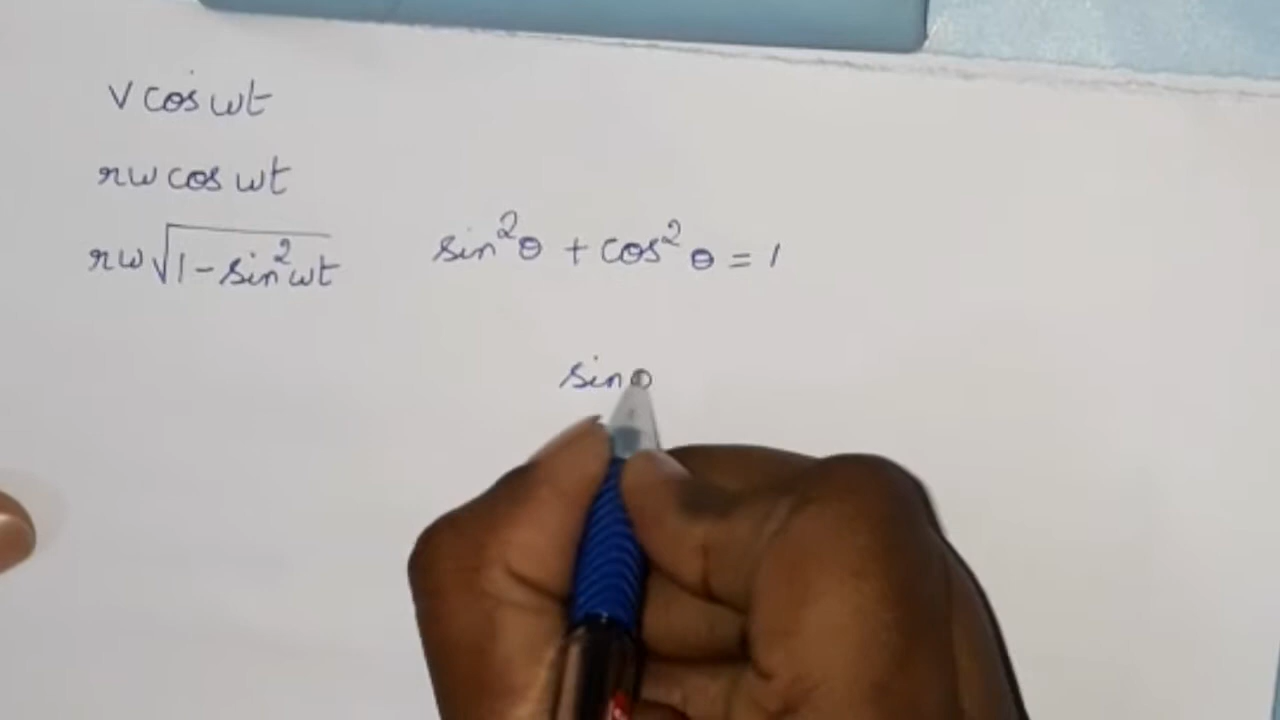 v cos ωt
rω cos ωt
rω√1-sin²ωt
sin²θ + cos²θ = 1
sinθ